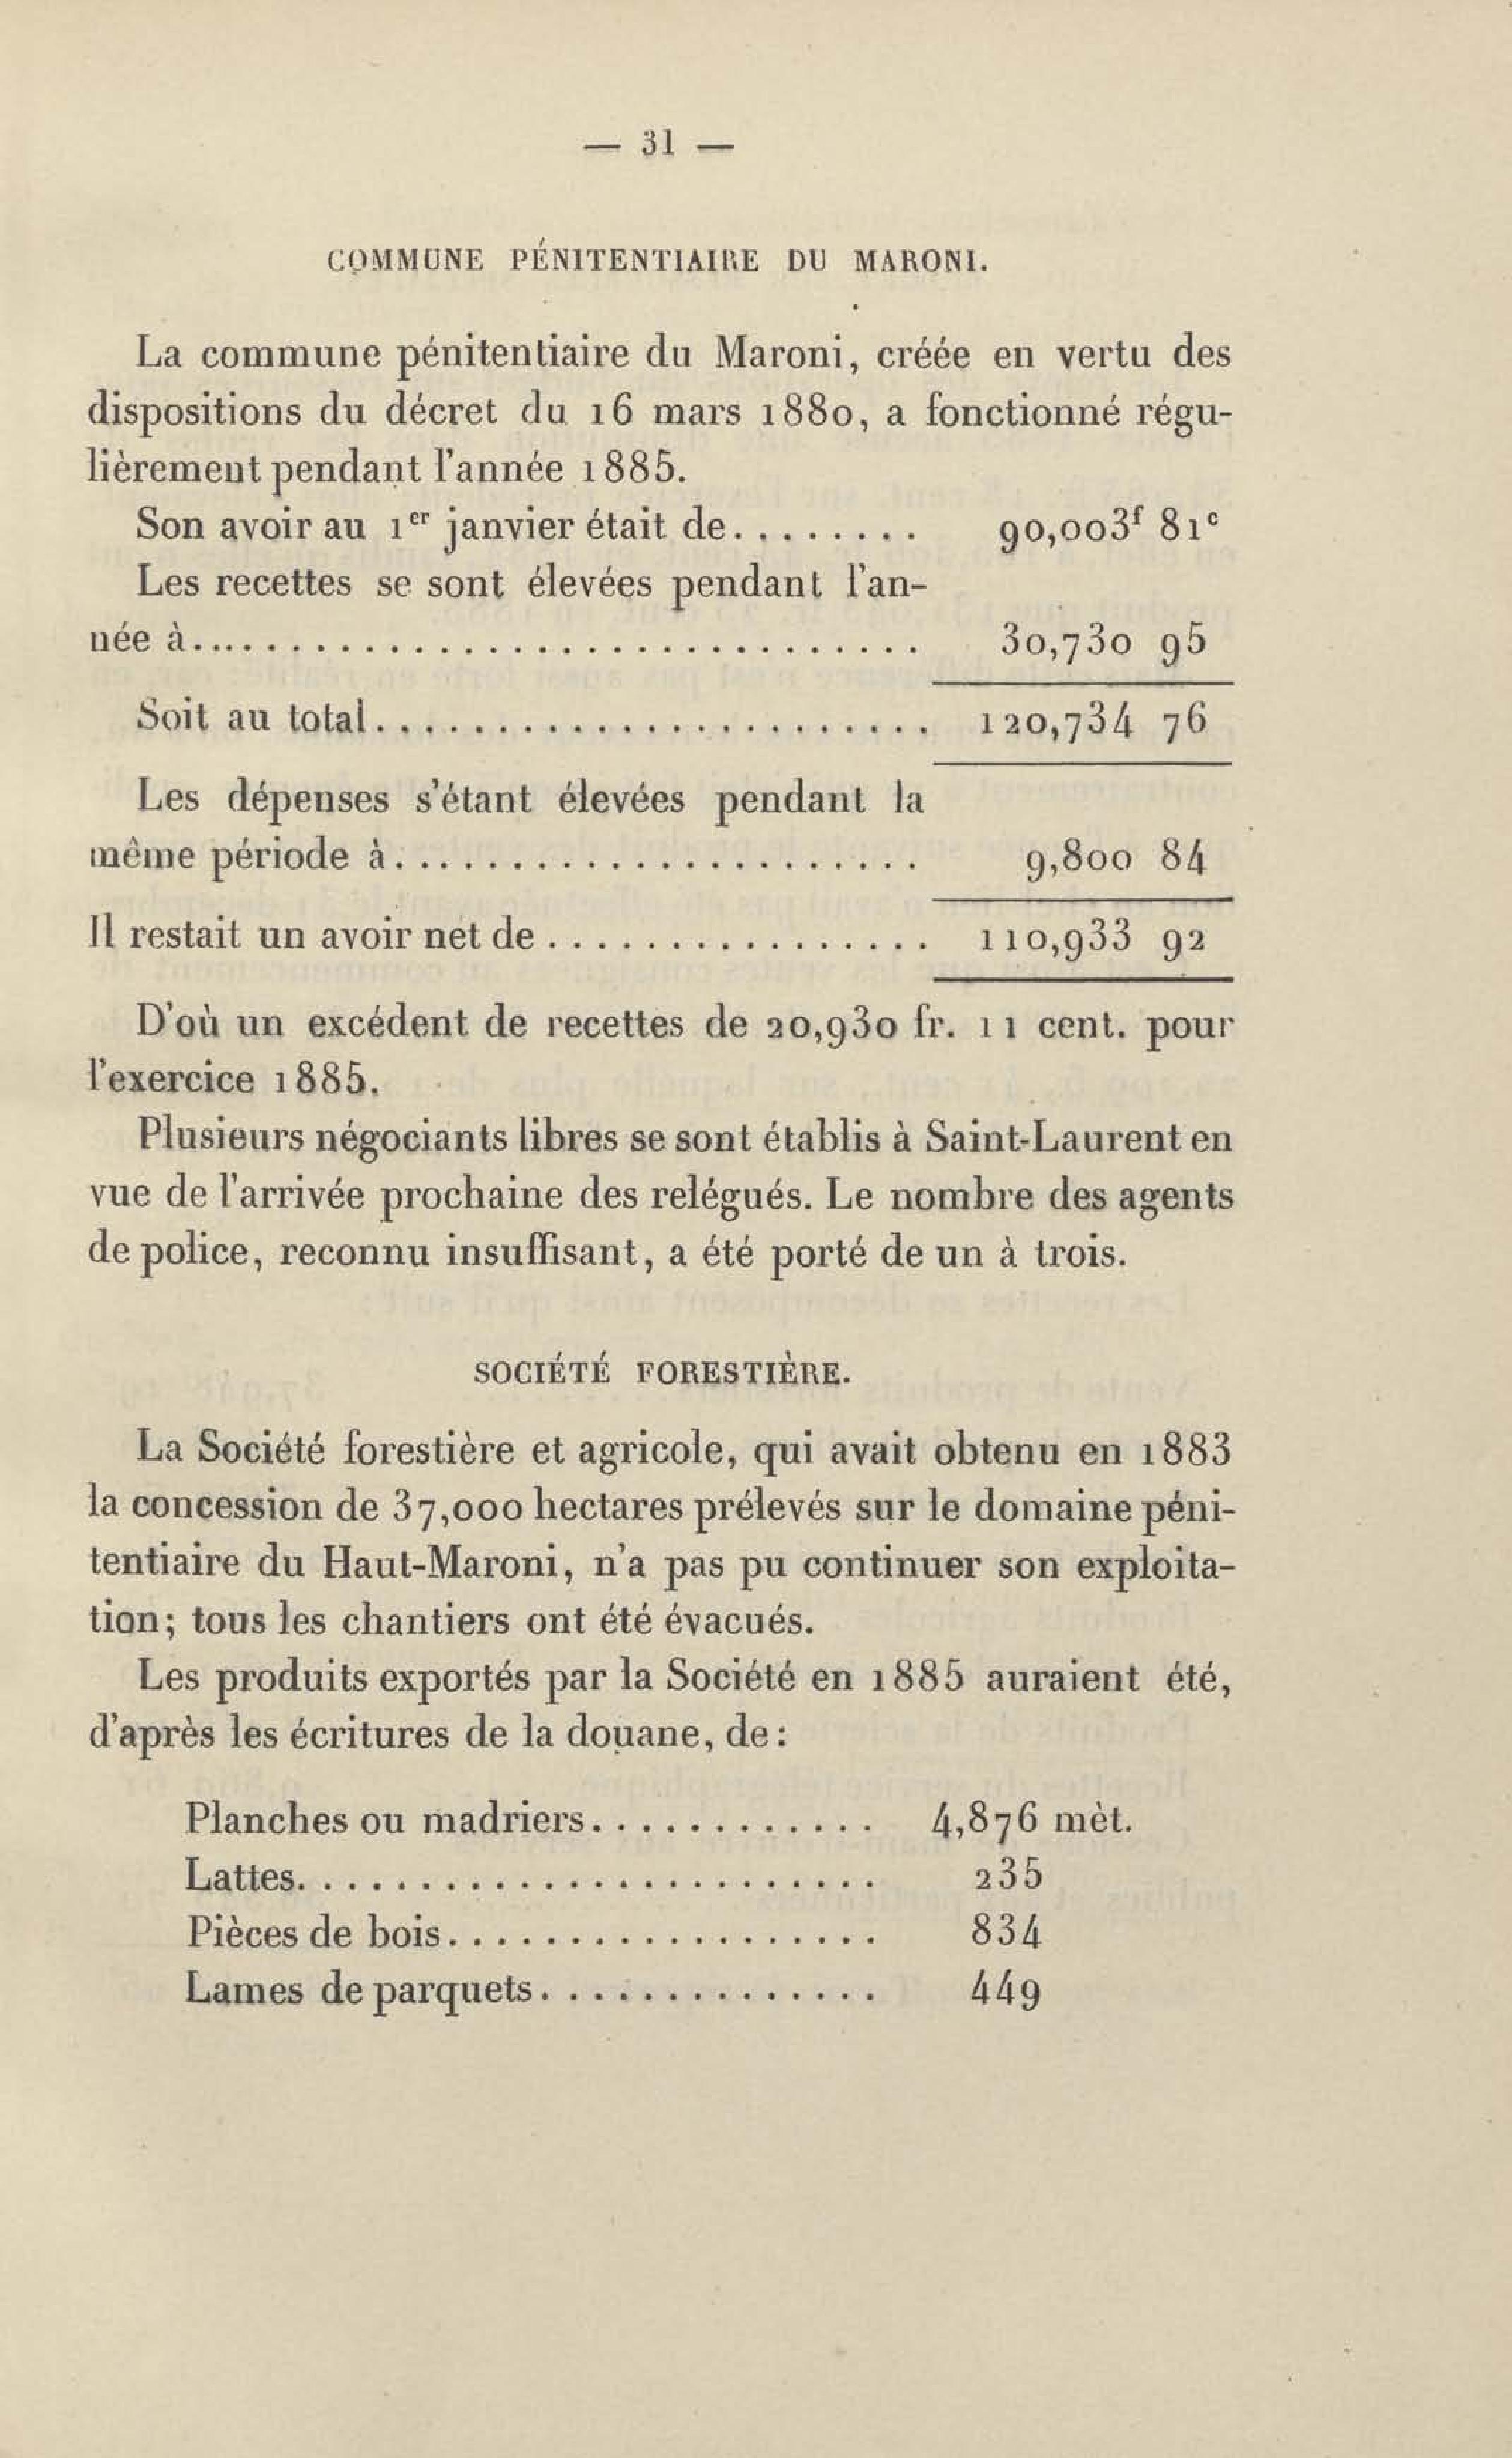 — 31 —
COMMUNE PÉNITENTIAIRE DU MARONI.
La commune pénitentiaire du Maroni, créée en vertu des
dispositions du décret du 16 mars 1880, a fonctionné régu-
lièrement pendant l'année 1885.
Son avoir au 1er janvier était de........ 90,003f 81c
Les recettes se sont élevées pendant l'an-
née à............................... 30,730 95
Soit au total....................... 120,734 76
Les dépenses s'étant élevées pendant la
même période à...................... 9,800 84
Il restait un avoir net de................ 110,933 92
D'où un excédent de recettes de 20,930 fr. 11 cent. pour
l'exercice 1885.
Plusieurs négociants libres se sont établis à Saint-Laurent en
vue de l'arrivée prochaine des relégués. Le nombre des agents
de police, reconnu insuffisant, a été porté de un à trois.
SOCIÉTÉ FORESTIÈRE.
La Société forestière et agricole, qui avait obtenu en 1883
la concession de 37,000 hectares prélevés sur le domaine péni-
tentiaire du Haut-Maroni, n'a pas pu continuer son exploita-
tion; tous les chantiers ont été évacués.
Les produits exportés par la Société en 1885 auraient été,
d'après les écritures de la douane, de:
Planches ou madriers............ 4,876 mèt.
Lattes........................ 235
Pièces de bois.................. 834
Lames de parquets.............. 449